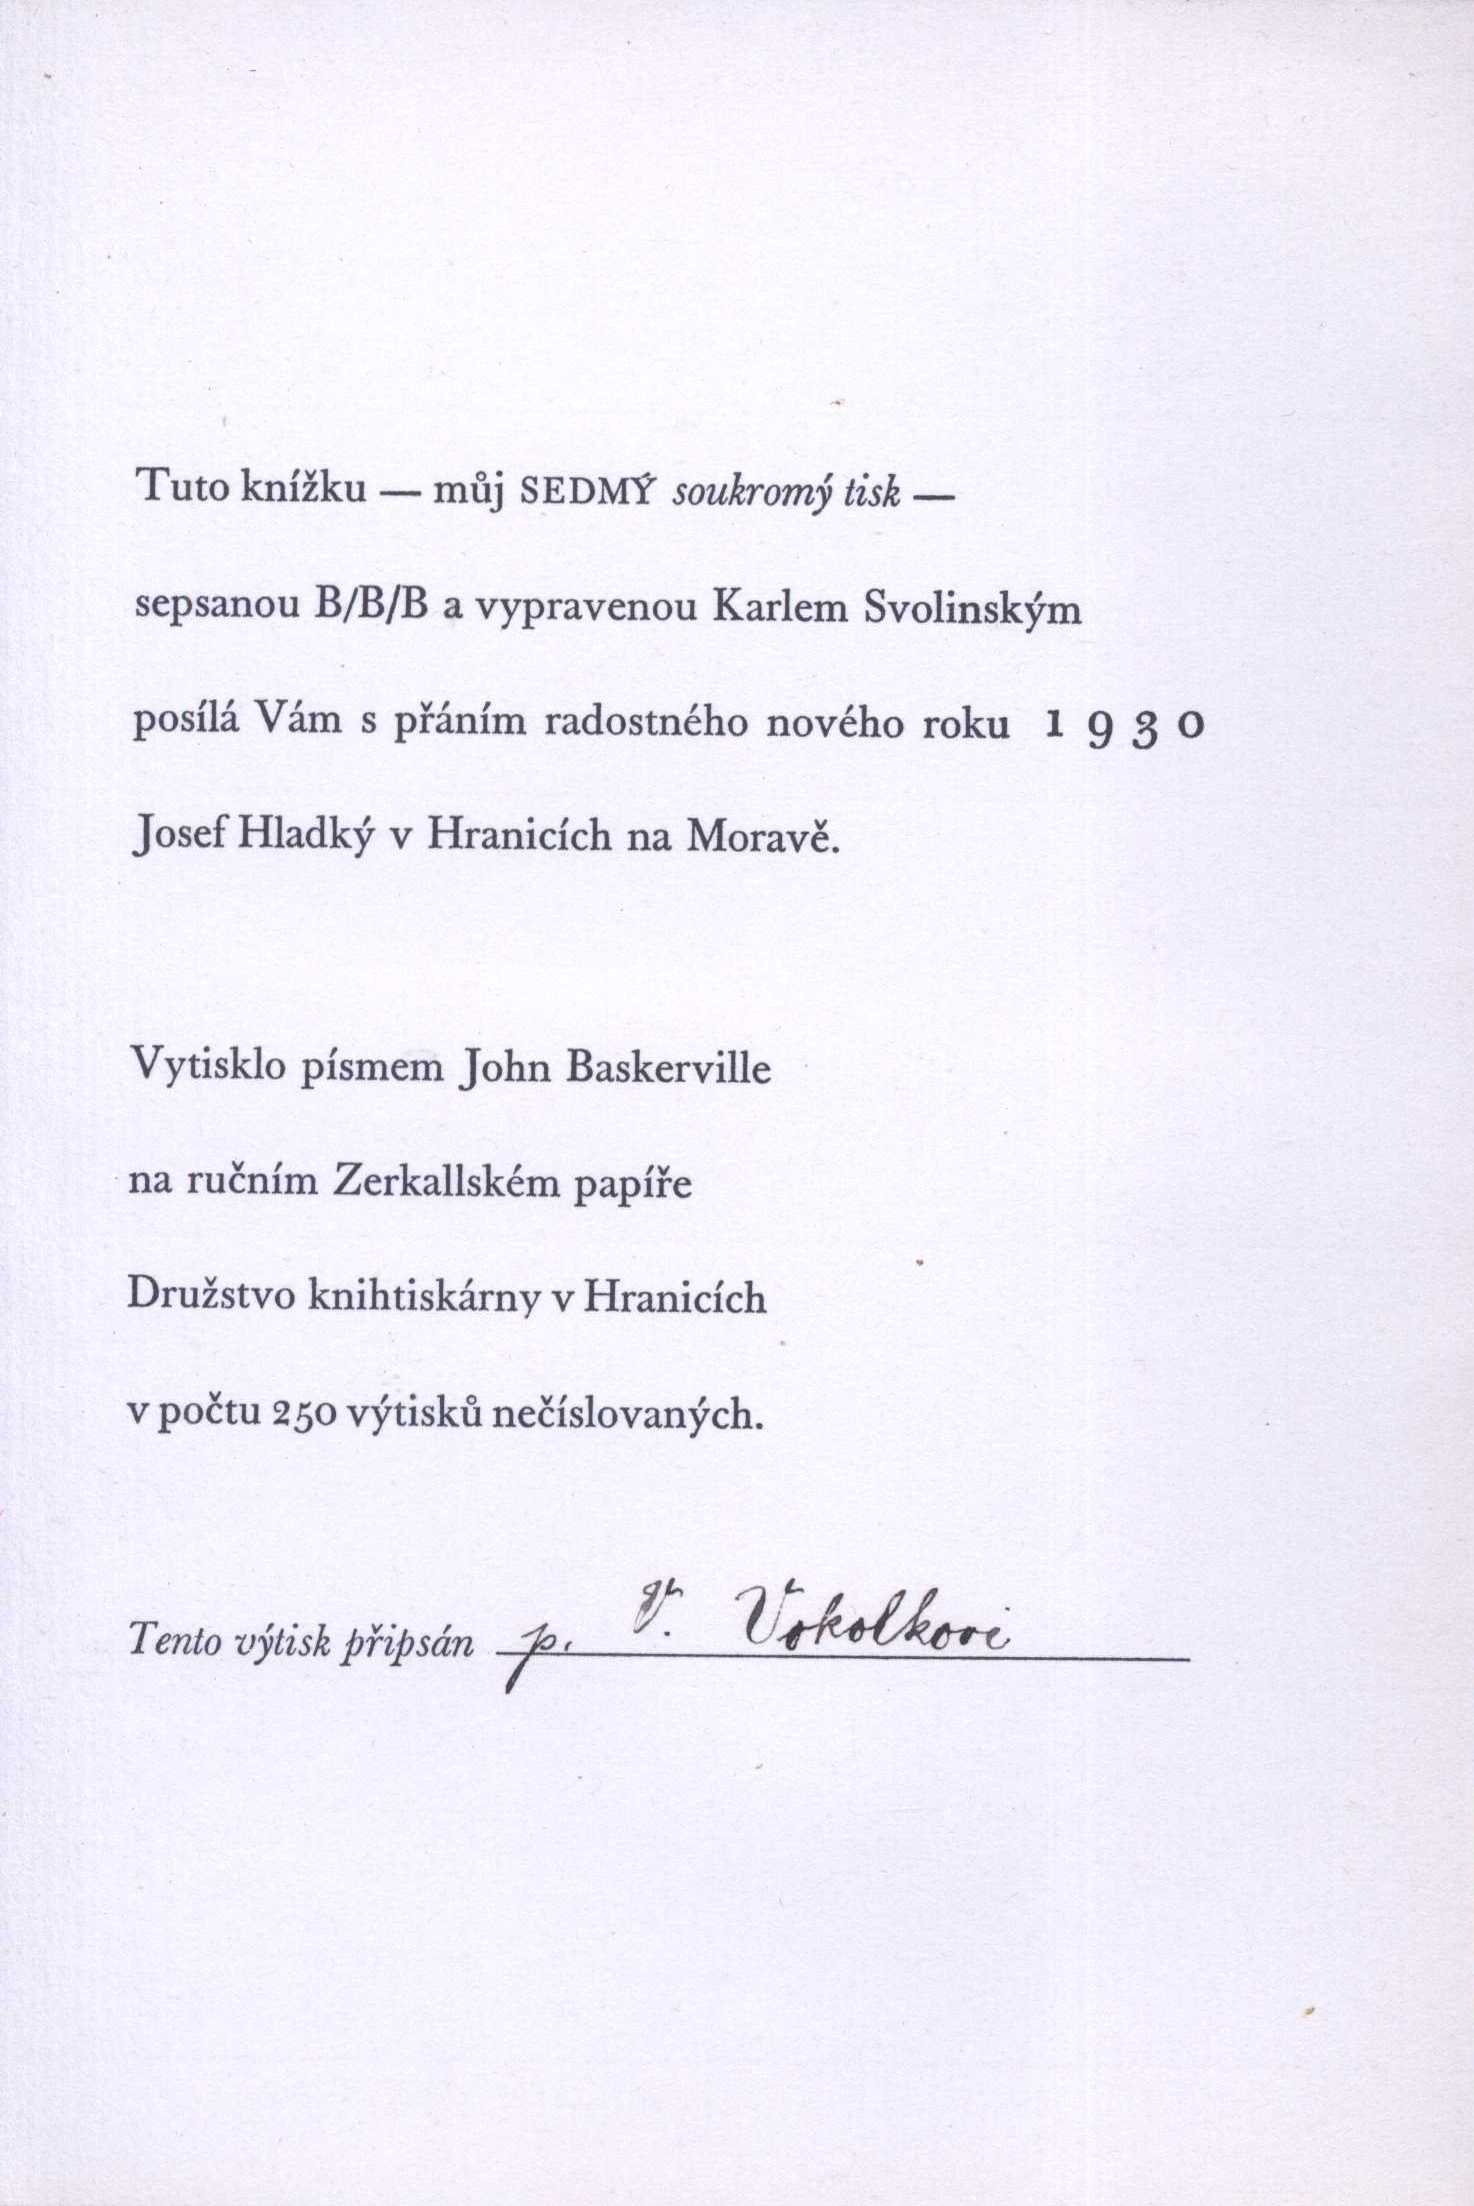 Tuto knížku — můj SEDMÝ soukromý tisk —
sepsanou B/B/B a vypravenou Karlem Svolinským
posílá Vám s přáním radostného nového roku 1930
Josef Hladký v Hranicích na Moravě.
Vytisklo písmem John Baskerville
na ručním Zerkallském papíře
Družstvo knihtiskárny v Hranicích
v počtu 250 výtisků nečíslovaných.
Tento výtisk připsán p. V. Vokolkovi